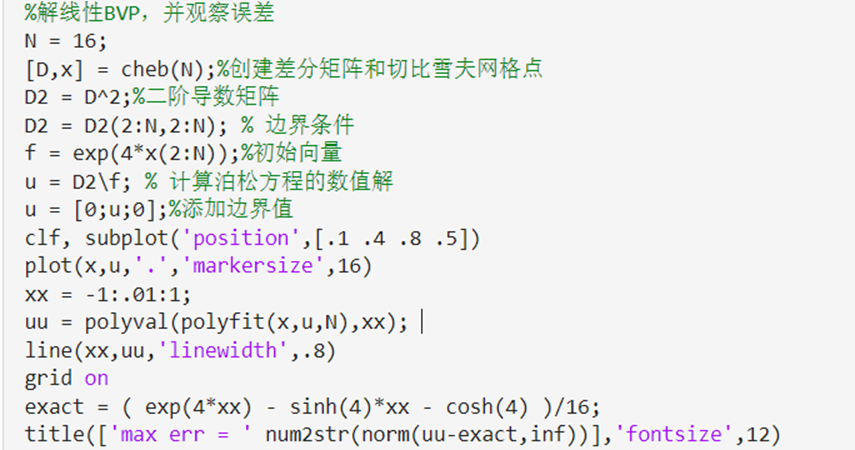 %解线性BVP，并观察误差
N = 16;
[D,x] = cheb(N);%创建差分矩阵和切比雪夫网格点
D2 = D^2;%二阶导数矩阵
D2 = D2(2:N,2:N); % 边界条件
f = exp(4*x(2:N));%初始向量
u = D2\f; % 计算泊松方程的数值解
u = [0;u;0];%添加边界值
clf, subplot('position',[.1 .4 .8 .5])
plot(x,u,'.','markersize',16)
xx = -1:.01:1;
uu = polyval(polyfit(x,u,N),xx);
line(xx,uu,'linewidth',.8)
grid on
exact = ( exp(4*xx) - sinh(4)*xx - cosh(4) )/16;
title(['max err = ' num2str(norm(uu-exact,inf))],'fontsize',12)